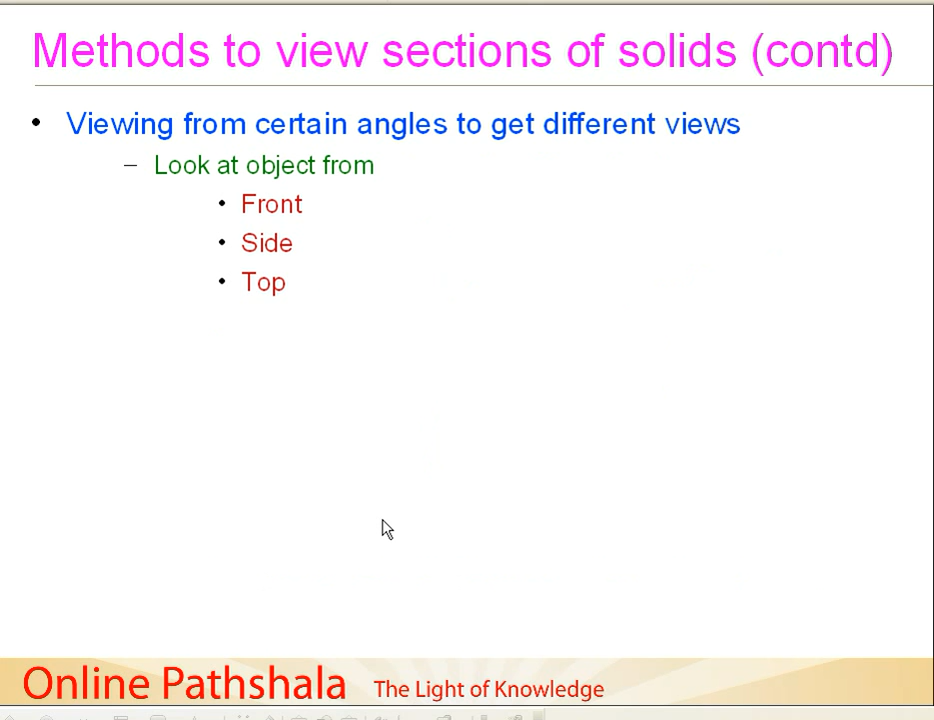 Methods to view sections of solids (contd)
• Viewing from certain angles to get different views
– Look at object from
• Front
• Side
• Top
Online Pathshala The Light of Knowledge